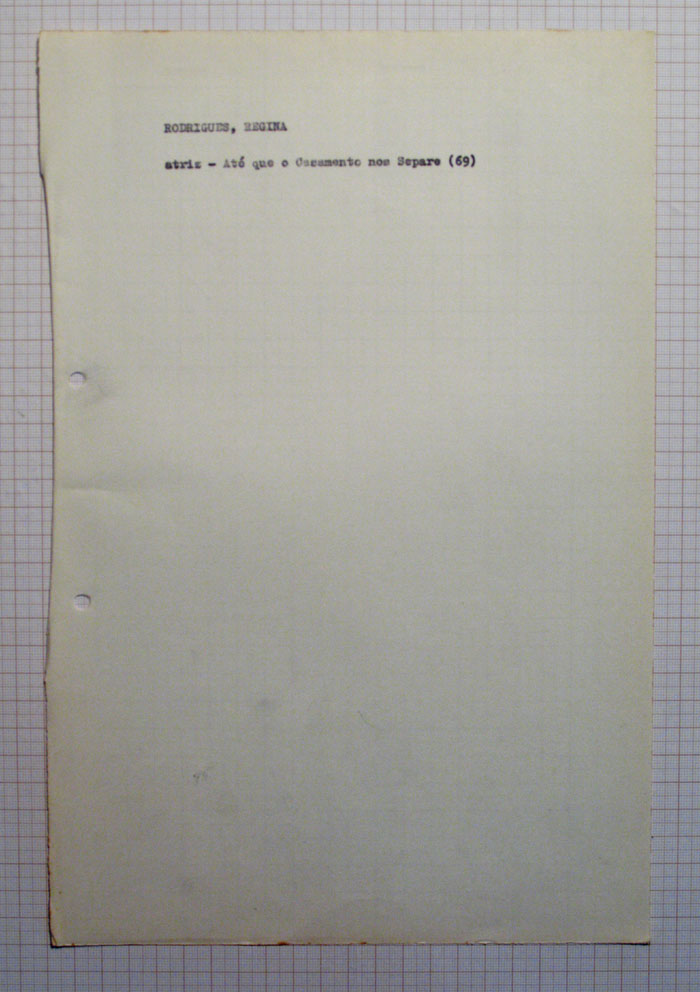 RODRIGUES, REGINA
atriz - Até que o Casamento nos Separe (69)